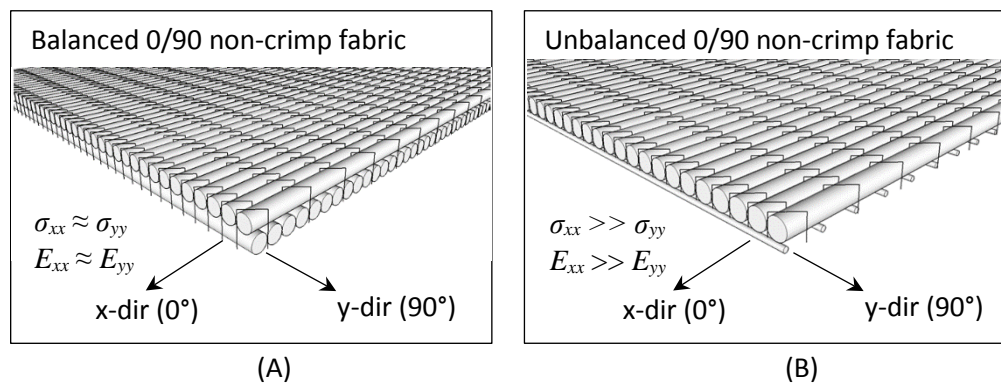 Balanced 0/90 non-crimp fabric
σxx ≈ σyy
Exx ≈ Eyy
x-dir (0°)
y-dir (90°)
(A)
Unbalanced 0/90 non-crimp fabric
σxx >> σyy
Exx >> Eyy
x-dir (0°)
y-dir (90°)
(B)